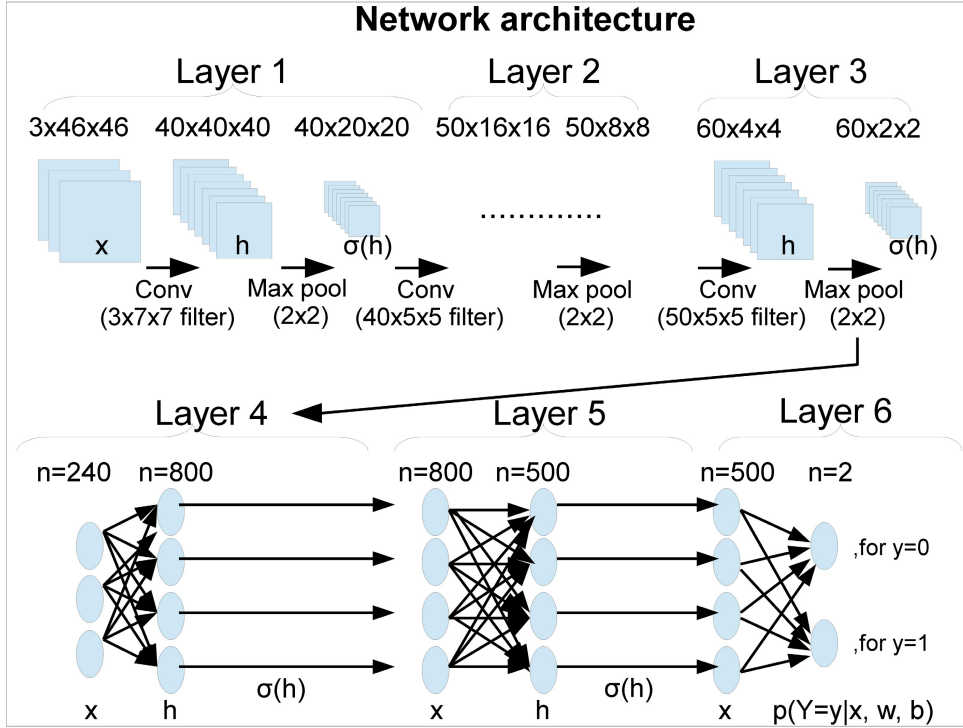 Network architecture
Layer 1 Layer 2 Layer 3
3x46x46 40x40x40 40x20x20 50x16x16 50x8x8 60x4x4 60x2x2
x h σ(h) ............. h σ(h)
Conv Max pool Conv Max pool Conv Max pool
(3x7x7 filter) (2x2) (40x5x5 filter) (2x2) (50x5x5 filter) (2x2)
Layer 4 Layer 5 Layer 6
n=240 n=800 n=800 n=500 n=500 n=2
,for y=0
,for y=1
σ(h) σ(h)
x h x h x p(Y=y|x, w, b)